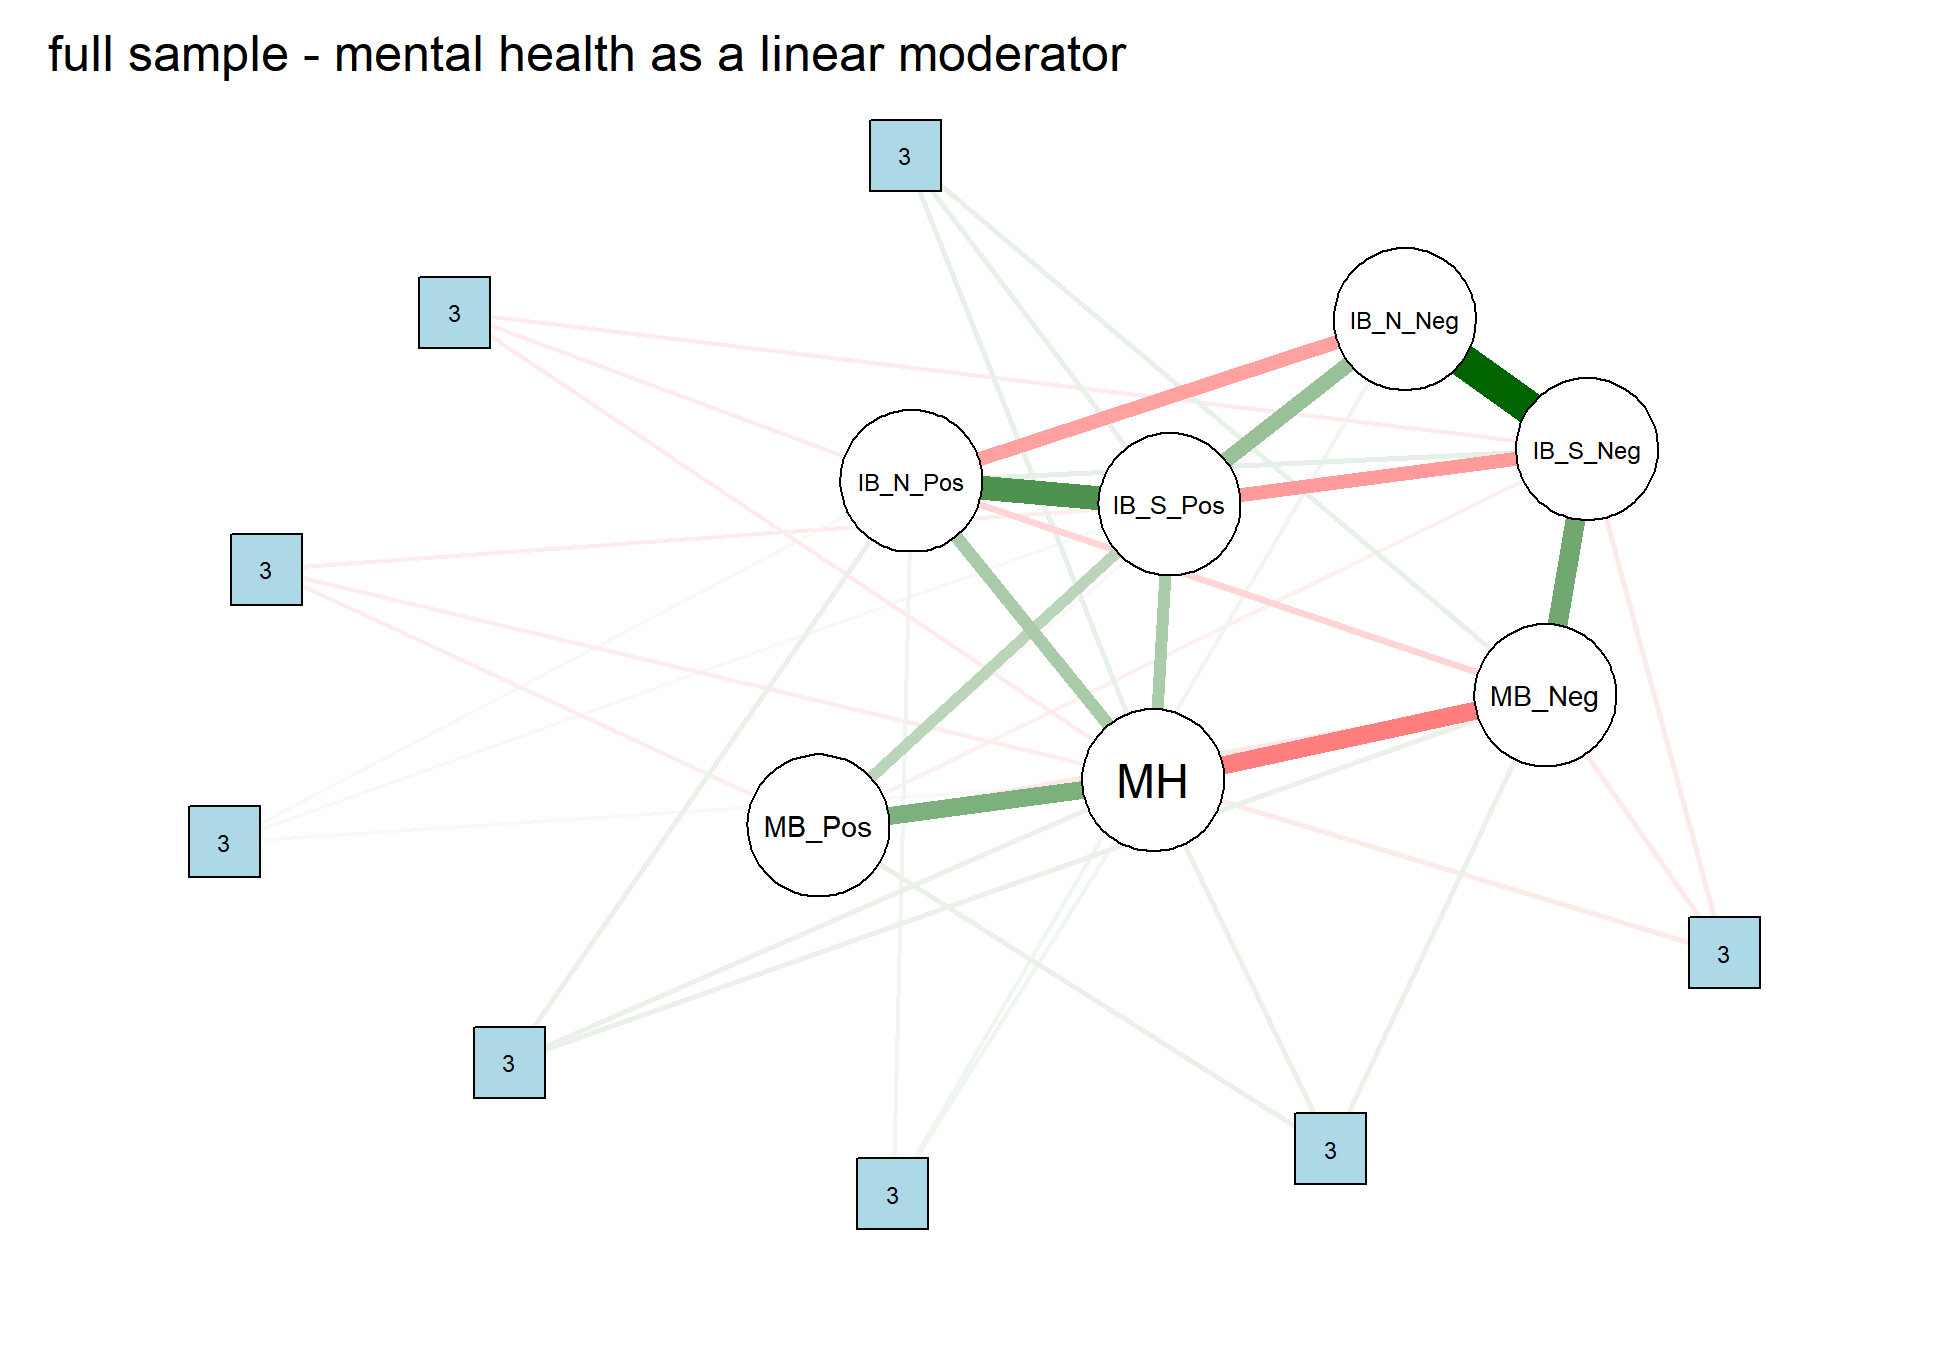 full sample - mental health as a linear moderator
3
3
IB_N_Neg
IB_S_Neg
IB_N_Pos
IB_S_Pos
3
MB_Neg
MH
MB_Pos
3
3
3
3
3